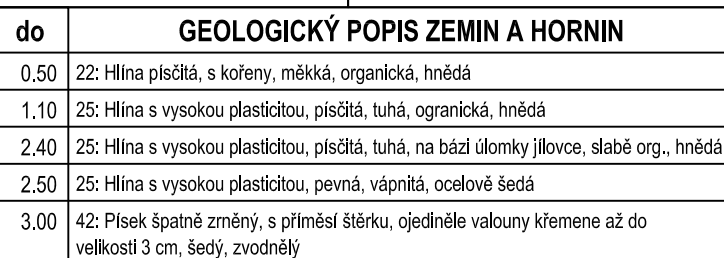 do GEOLOGICKÝ POPIS ZEMIN A HORNIN
0.50 22: Hlína písčitá, s kořeny, měkká, organická, hnědá
1.10 25: Hlína s vysokou plasticitou, písčitá, tuhá, ogranická, hnědá
2.40 25: Hlína s vysokou plasticitou, písčitá, tuhá, na bázi úlomky jílovce, slabě org., hnědá
2.50 25: Hlína s vysokou plasticitou, pevná, vápnitá, ocelově šedá
3.00 42: Písek špatně zrněný, s příměsí štěrku, ojediněle valouny křemene až do
velikosti 3 cm, šedý, zvodnělý